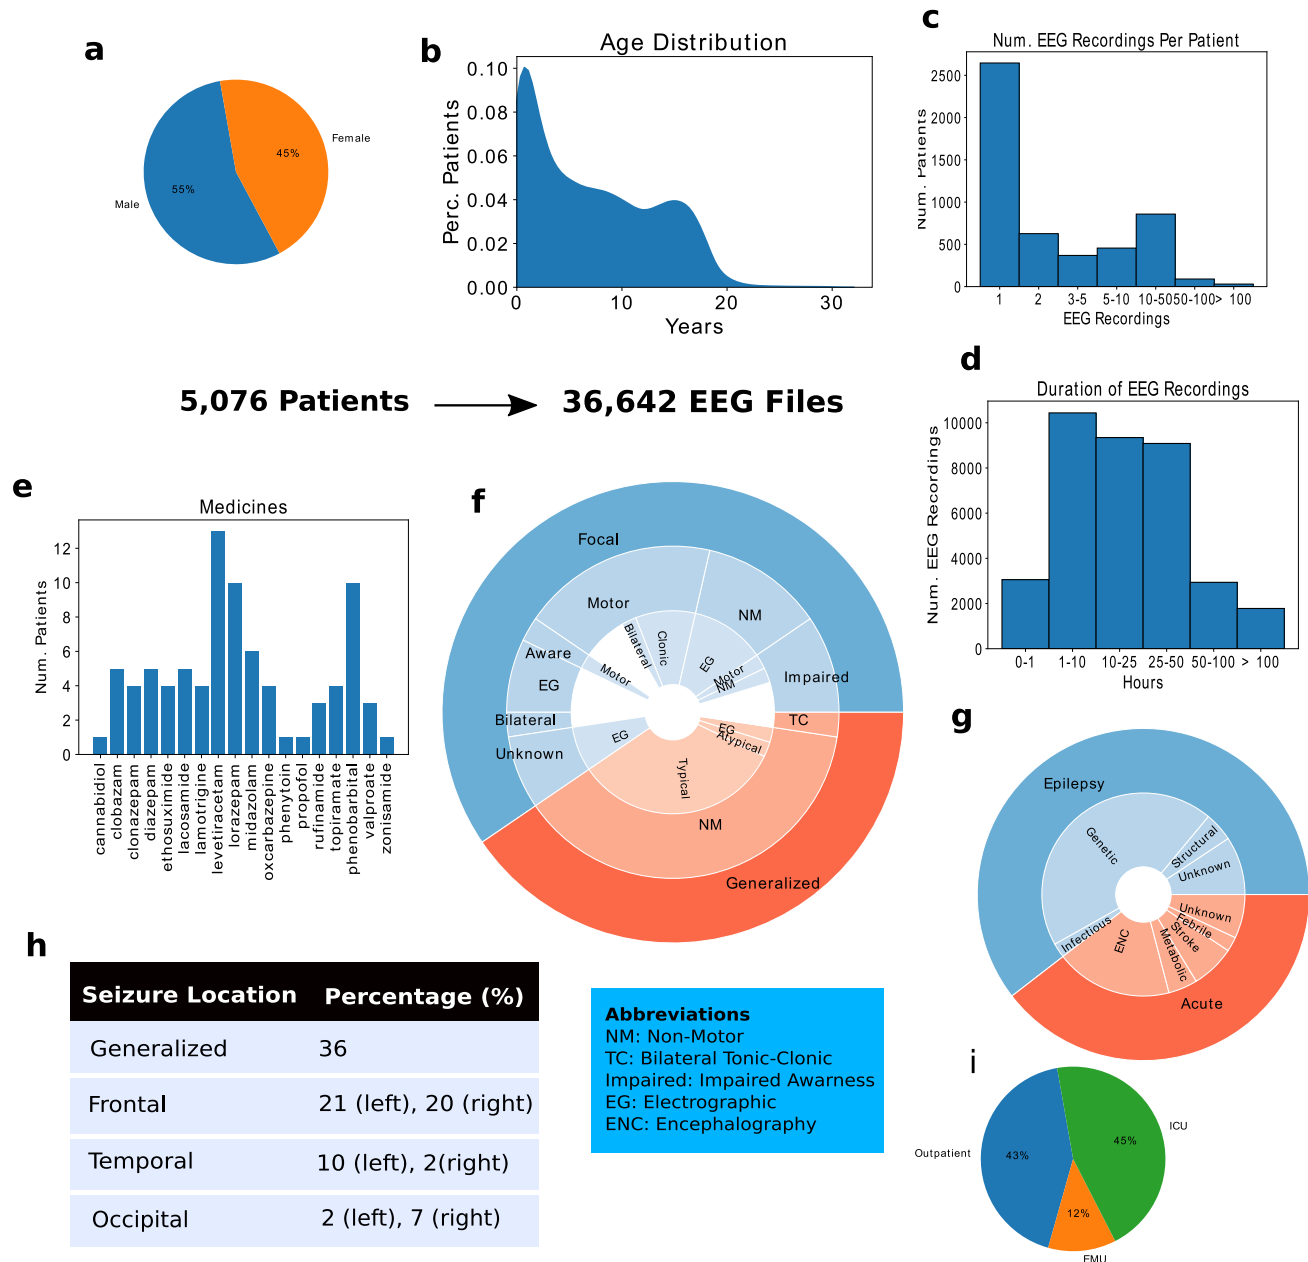 a
Female
45%
55%
Male
b
Age Distribution
Perc. Patients
0.10
0.08
0.06
0.04
0.02
0.00
0
10
20
30
Years
c
Num. EEG Recordings Per Patient
Num. Patients
2500
2000
1500
1000
500
0
1
2
3-5
5-10
10-50
50-100
> 100
EEG Recordings
5,076 Patients
36,642 EEG Files
d
Duration of EEG Recordings
Num. EEG Recordings
10000
8000
6000
4000
2000
0
0-1
1-10
10-25
25-50
50-100
> 100
Hours
e
Medicines
Num. Patients
12
10
8
6
4
2
0
cannabidiol
clobazam
clonazepam
diazepam
ethosuximide
lacosamide
lamotrigine
levetiracetam
lorazepam
midazolam
oxcarbazepine
phenytoin
propofol
rufinamide
topiramate
phenobarbital
valproate
zonisamide
f
Focal
Motor
NM
Bilateral
Clonic
EG
Motor
NM
Impaired
Aware
Motor
EG
Bilateral
Unknown
EG
TC
EG
Atypical
Typical
NM
Generalized
g
Epilepsy
Genetic
Structural
Unknown
Infectious
Unknown
Febrile
Stroke
Metabolic
ENC
Acute
h
Seizure Location Percentage (%)
Generalized 36
Frontal 21 (left), 20 (right)
Temporal 10 (left), 2(right)
Occipital 2 (left), 7 (right)
Abbreviations
NM: Non-Motor
TC: Bilateral Tonic-Clonic
Impaired: Impaired Awarness
EG: Electrographic
ENC: Encephalography
i
ICU
45%
Outpatient
43%
12%
EMU